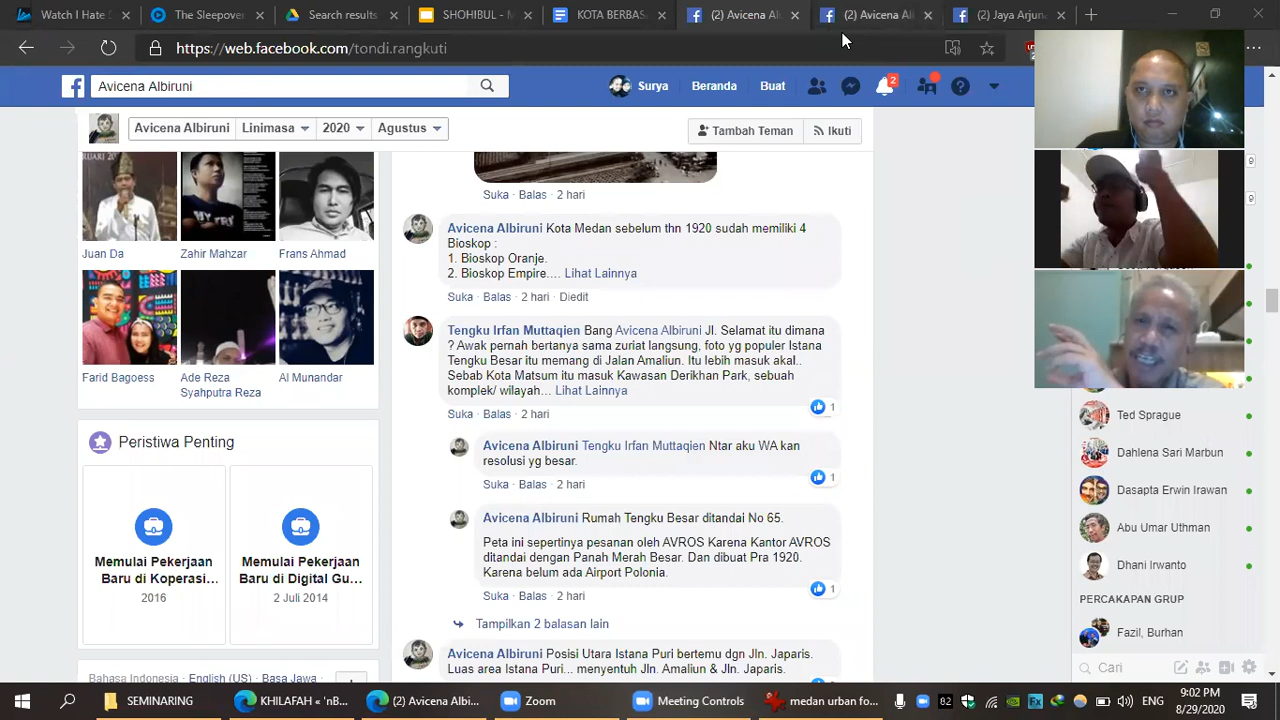 Watch I Hate S
The Sleepover
Search results
SHOHIBUL - M
KOTA BERBAS
(2) Avicena Al
(2) Avicena Al
(2) Jaya Arjun
https://web.facebook.com/tondi.rangkuti
Avicena Albiruni
Surya
Beranda
Buat
2
Avicena Albiruni
Linimasa
2020
Agustus
Tambah Teman
Ikuti
RUARI 20
Juan Da
Zahir Mahzar
Frans Ahmad
Farid Bagoess
Ade Reza
Syahputra Reza
Al Munandar
Peristiwa Penting
Memulai Pekerjaan
Baru di Koperasi...
2016
Memulai Pekerjaan
Baru di Digital Gu...
2 Juli 2014
Bahasa Indonesia · English (US) · Basa Jawa
Suka · Balas · 2 hari
Avicena Albiruni Kota Medan sebelum thn 1920 sudah memiliki 4
Bioskop :
1. Bioskop Oranje.
2. Bioskop Empire.... Lihat Lainnya
Suka · Balas · 2 hari · Diedit
Tengku Irfan Muttaqien Bang Avicena Albiruni Jl. Selamat itu dimana
? Awak pernah bertanya sama zuriat langsung, foto yg populer Istana
Tengku Besar itu memang di Jalan Amaliun. Itu lebih masuk akal..
Sebab Kota Matsum itu masuk Kawasan Derikhan Park, sebuah
komplek/ wilayah... Lihat Lainnya
1
Suka · Balas · 2 hari
Avicena Albiruni Tengku Irfan Muttaqien Ntar aku WA kan
resolusi yg besar.
1
Suka · Balas · 2 hari
Avicena Albiruni Rumah Tengku Besar ditandai No 65.
Peta ini sepertinya pesanan oleh AVROS Karena Kantor AVROS
ditandai dengan Panah Merah Besar. Dan dibuat Pra 1920.
Karena belum ada Airport Polonia.
1
Suka · Balas · 2 hari
Tampilkan 2 balasan lain
Avicena Albiruni Posisi Utara Istana Puri bertemu dgn Jln. Japaris.
Luas area Istana Puri... menyentuh Jln. Amaliun & Jln. Japaris.
9
9
Ted Sprague
Dahlena Sari Marbun
Dasapta Erwin Irawan
Abu Umar Uthman
Dhani Irwanto
PERCAKAPAN GRUP
Fazil, Burhan
Cari
SEMINARING
KHILAFAH « 'nB...
(2) Avicena Albi...
Zoom
Meeting Controls
medan urban fo...
82
ENG
9:02 PM
8/29/2020